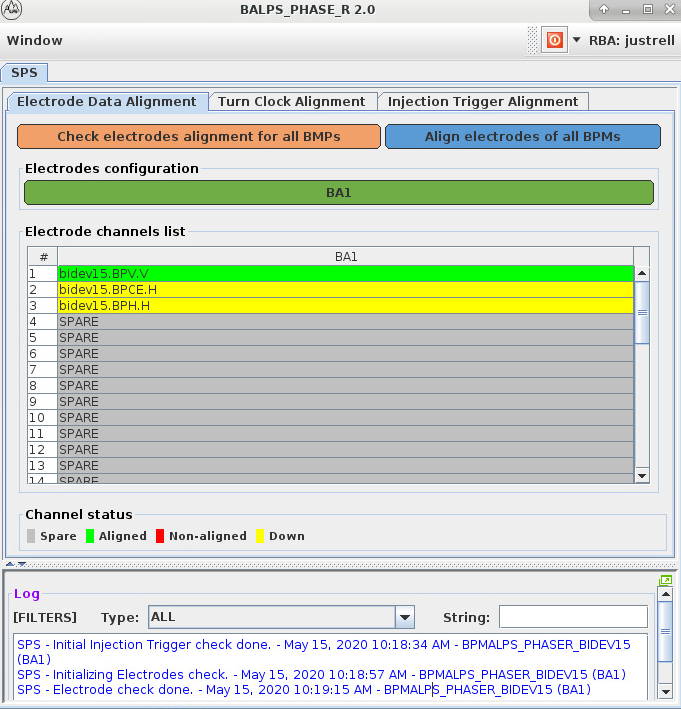 BALPS_PHASE_R 2.0
Window
RBA: justrell
SPS
Electrode Data Alignment
Turn Clock Alignment
Injection Trigger Alignment
Check electrodes alignment for all BMPs
Align electrodes of all BPMs
Electrodes configuration
BA1
Electrode channels list
# BA1
1 bidev15.BPV.V
2 bidev15.BPCE.H
3 bidev15.BPH.H
4 SPARE
5 SPARE
6 SPARE
7 SPARE
8 SPARE
9 SPARE
10 SPARE
11 SPARE
12 SPARE
13 SPARE
14 SPARE
Channel status
Spare Aligned Non-aligned Down
Log
[FILTERS] Type: ALL String:
SPS - Initial Injection Trigger check done. - May 15, 2020 10:18:34 AM - BPMALPS_PHASER_BIDEV15
(BA1)
SPS - Initializing Electrodes check. - May 15, 2020 10:18:57 AM - BPMALPS_PHASER_BIDEV15 (BA1)
SPS - Electrode check done. - May 15, 2020 10:19:15 AM - BPMALPS_PHASER_BIDEV15 (BA1)